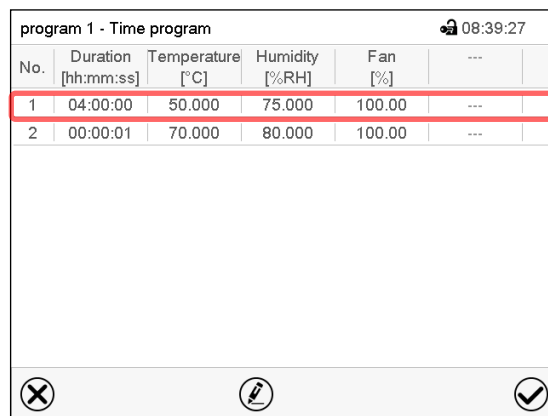 program 1 - Time program 08:39:27
No. Duration [hh:mm:ss] Temperature [°C] Humidity [%RH] Fan [%] ---
1 04:00:00 50.000 75.000 100.00 ---
2 00:00:01 70.000 80.000 100.00 ---